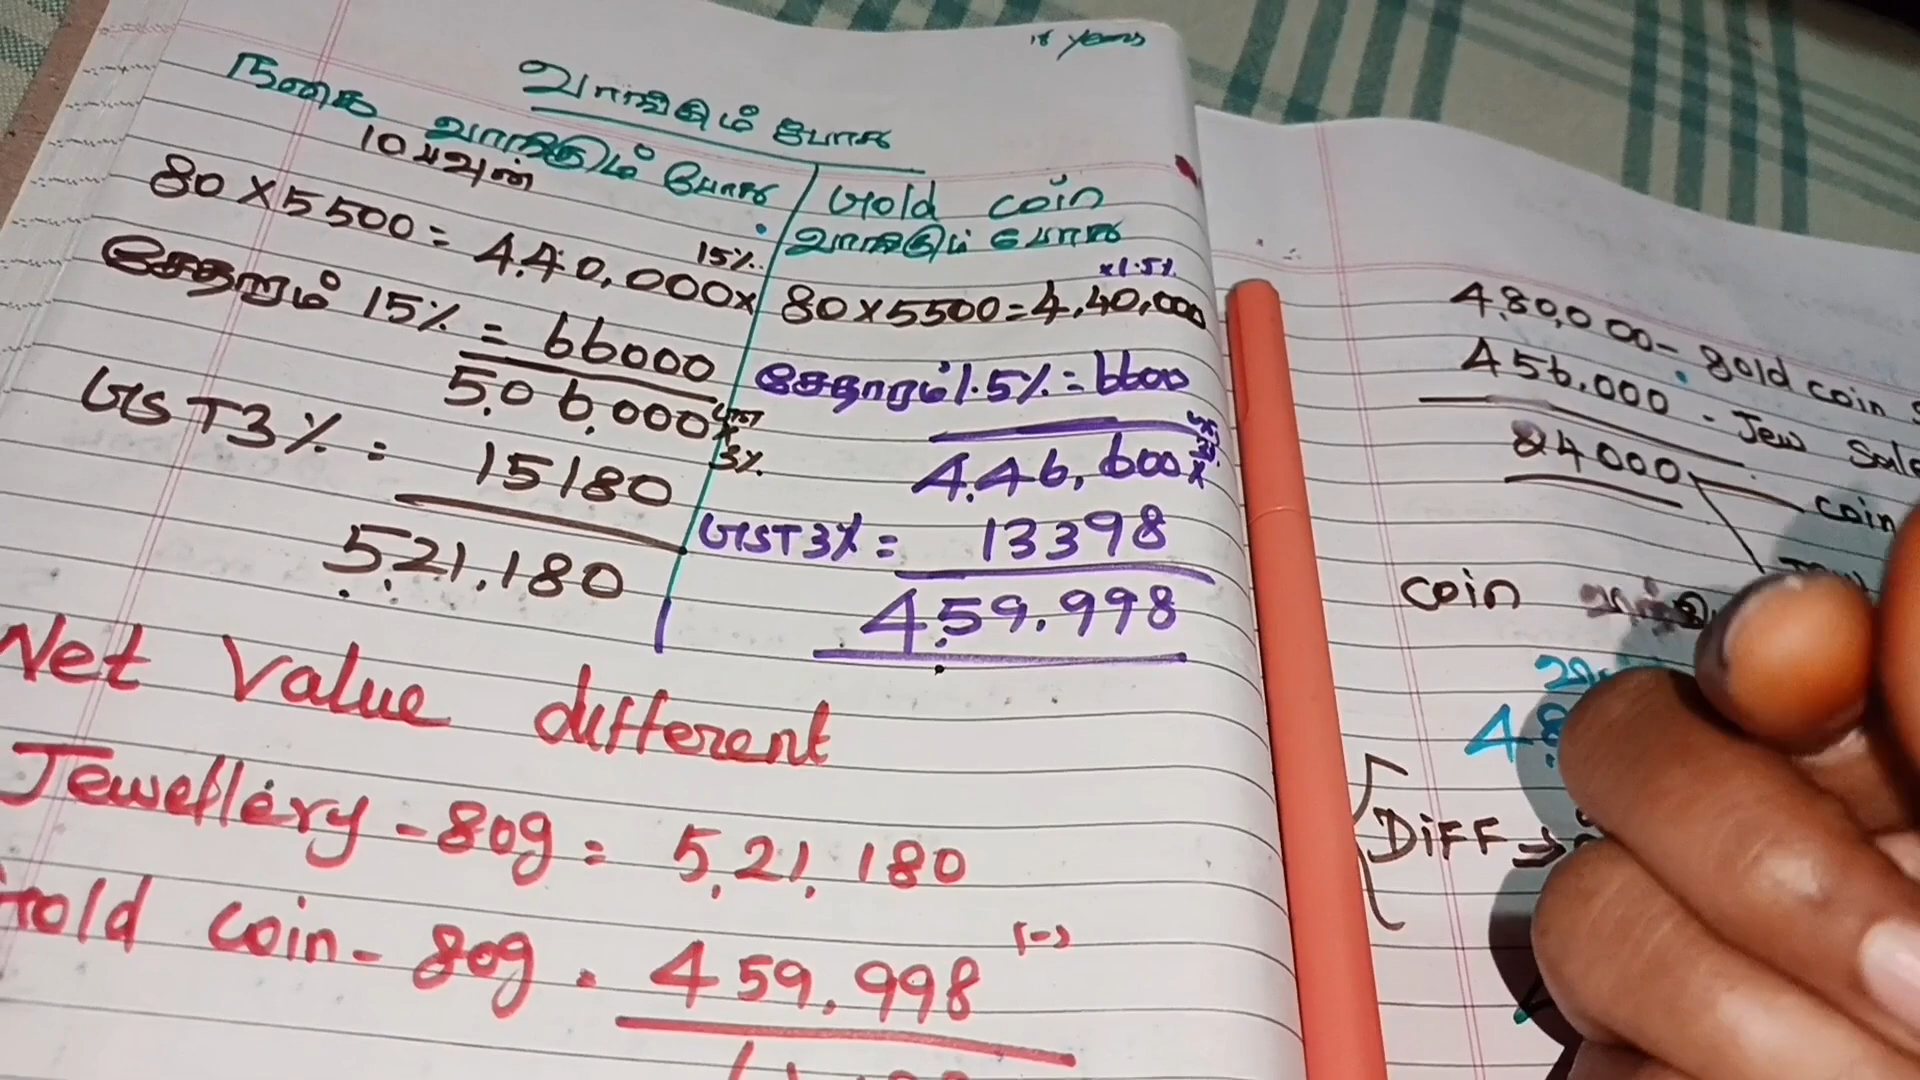 18 years
வாங்கும் போது
நகை வாங்கும் போது
10 பவுன்
80 x 5500 = 4,40,000 x 15%
சேதாரம் 15% = 66000
5,06,000 x 3%
GST 3% = 15180
5,21,180
Gold coin
வாங்கும் போது
x 1.5%
80 x 5500 = 4,40,000
சேதாரம் 1.5% = 6600
4,46,600 x
GST 3% = 13398
4,59,998
Net Value different
Jewellery - 80g = 5,21,180
Gold coin - 80g = 459,998 (-)
4,80,000 - gold coin
456,000 - Jew Sale
24000
coin
coin
48
DIFF =>